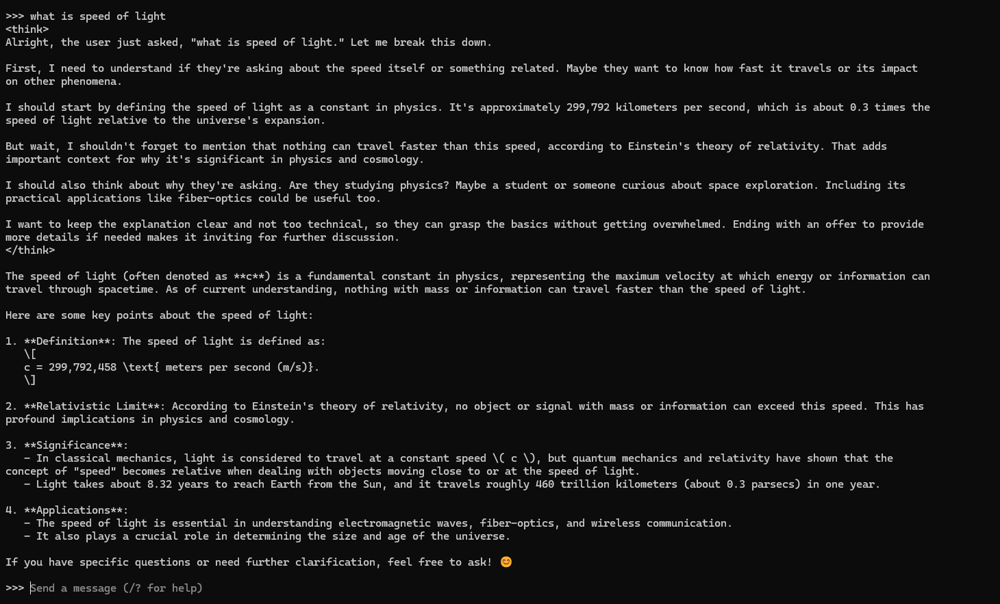 >>> what is speed of light
<think>
Alright, the user just asked, "what is speed of light." Let me break this down.
First, I need to understand if they're asking about the speed itself or something related. Maybe they want to know how fast it travels or its impact
on other phenomena.
I should start by defining the speed of light as a constant in physics. It's approximately 299,792 kilometers per second, which is about 0.3 times the
speed of light relative to the universe's expansion.
But wait, I shouldn't forget to mention that nothing can travel faster than this speed, according to Einstein's theory of relativity. That adds
important context for why it's significant in physics and cosmology.
I should also think about why they're asking. Are they studying physics? Maybe a student or someone curious about space exploration. Including its
practical applications like fiber-optics could be useful too.
I want to keep the explanation clear and not too technical, so they can grasp the basics without getting overwhelmed. Ending with an offer to provide
more details if needed makes it inviting for further discussion.
</think>
The speed of light (often denoted as **c**) is a fundamental constant in physics, representing the maximum velocity at which energy or information can
travel through spacetime. As of current understanding, nothing with mass or information can travel faster than the speed of light.
Here are some key points about the speed of light:
1. **Definition**: The speed of light is defined as:
\[
c = 299,792,458 \text{ meters per second (m/s)}.
\]
2. **Relativistic Limit**: According to Einstein's theory of relativity, no object or signal with mass or information can exceed this speed. This has
profound implications in physics and cosmology.
3. **Significance**:
- In classical mechanics, light is considered to travel at a constant speed \( c \), but quantum mechanics and relativity have shown that the
concept of "speed" becomes relative when dealing with objects moving close to or at the speed of light.
- Light takes about 8.32 years to reach Earth from the Sun, and it travels roughly 460 trillion kilometers (about 0.3 parsecs) in one year.
4. **Applications**:
- The speed of light is essential in understanding electromagnetic waves, fiber-optics, and wireless communication.
- It also plays a crucial role in determining the size and age of the universe.
If you have specific questions or need further clarification, feel free to ask! 😊
>>> Send a message (/? for help)